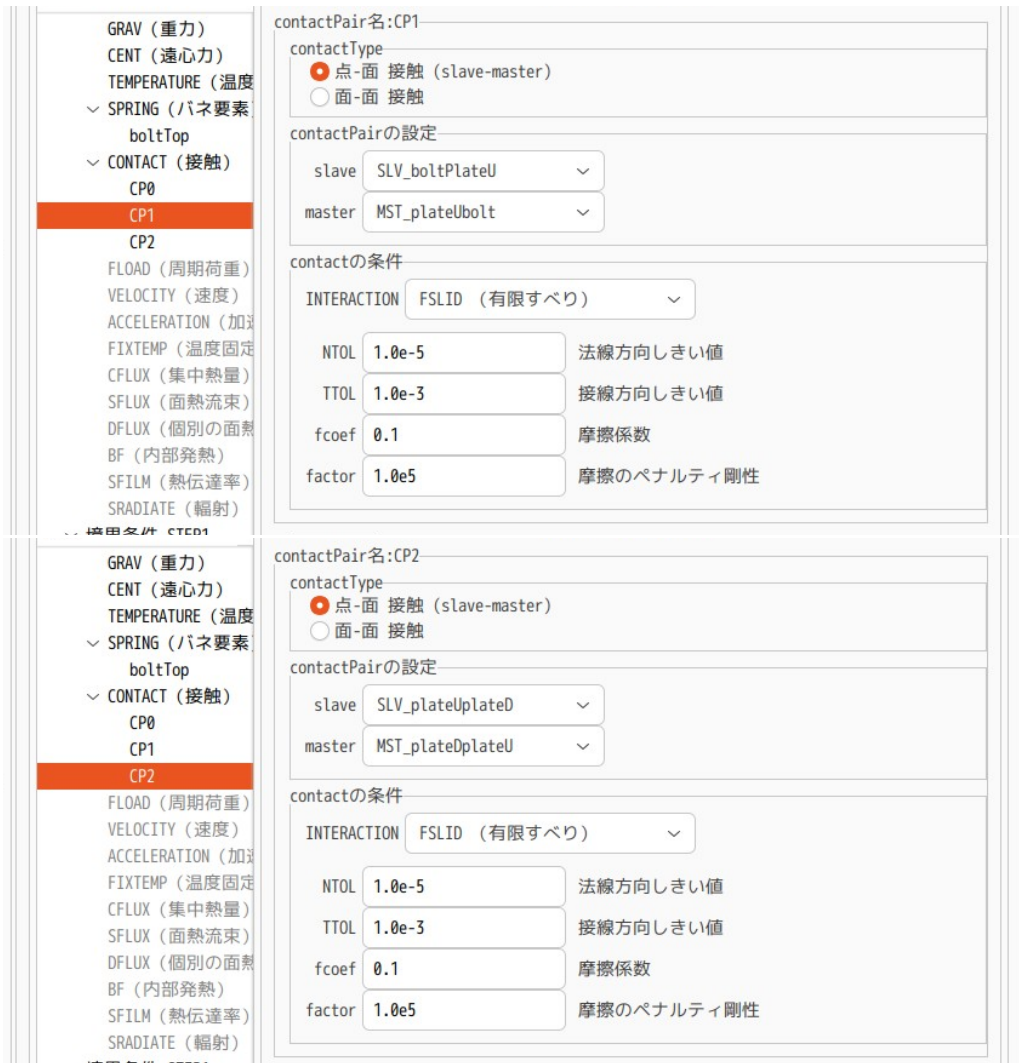 GRAV (重力)
CENT (遠心力)
TEMPERATURE (温度
SPRING (バネ要素
boltTop
CONTACT (接触)
CP0
CP1
CP2
FLOAD (周期荷重)
VELOCITY (速度)
ACCELERATION (加速
FIXTEMP (温度固定
CFLUX (集中熱量)
SFLUX (面熱流束)
DFLUX (個別の面熱
BF (内部発熱)
SFILM (熱伝達率)
SRADIATE (輻射)
境界条件 STEP1
contactPair名:CP1
contactType
点-面 接触 (slave-master)
面-面 接触
contactPairの設定
slave SLV_boltPlateU
master MST_plateUbolt
contactの条件
INTERACTION FSLID (有限すべり)
NTOL 1.0e-5 法線方向しきい値
TTOL 1.0e-3 接線方向しきい値
fcoef 0.1 摩擦係数
factor 1.0e5 摩擦のペナルティ剛性
GRAV (重力)
CENT (遠心力)
TEMPERATURE (温度
SPRING (バネ要素
boltTop
CONTACT (接触)
CP0
CP1
CP2
FLOAD (周期荷重)
VELOCITY (速度)
ACCELERATION (加速
FIXTEMP (温度固定
CFLUX (集中熱量)
SFLUX (面熱流束)
DFLUX (個別の面熱
BF (内部発熱)
SFILM (熱伝達率)
SRADIATE (輻射)
contactPair名:CP2
contactType
点-面 接触 (slave-master)
面-面 接触
contactPairの設定
slave SLV_plateUplateD
master MST_plateDplateU
contactの条件
INTERACTION FSLID (有限すべり)
NTOL 1.0e-5 法線方向しきい値
TTOL 1.0e-3 接線方向しきい値
fcoef 0.1 摩擦係数
factor 1.0e5 摩擦のペナルティ剛性